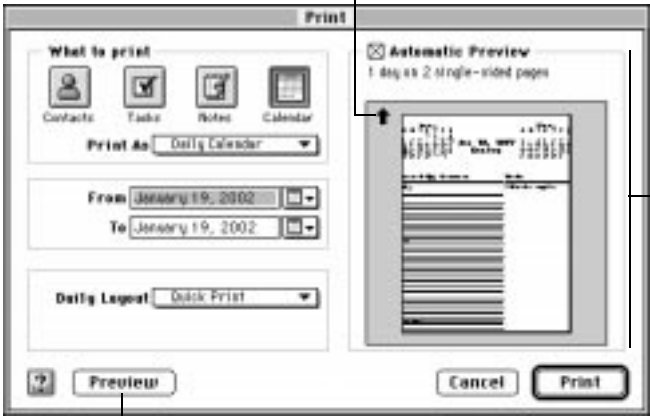 Print
What to print
Contacts Tasks Notes Calendar
Print As Daily Calendar
From January 19, 2002
To January 19, 2002
Daily Layout Quick Print
Automatic Preview
1 day on 2 single-sided pages
? Preview Cancel Print